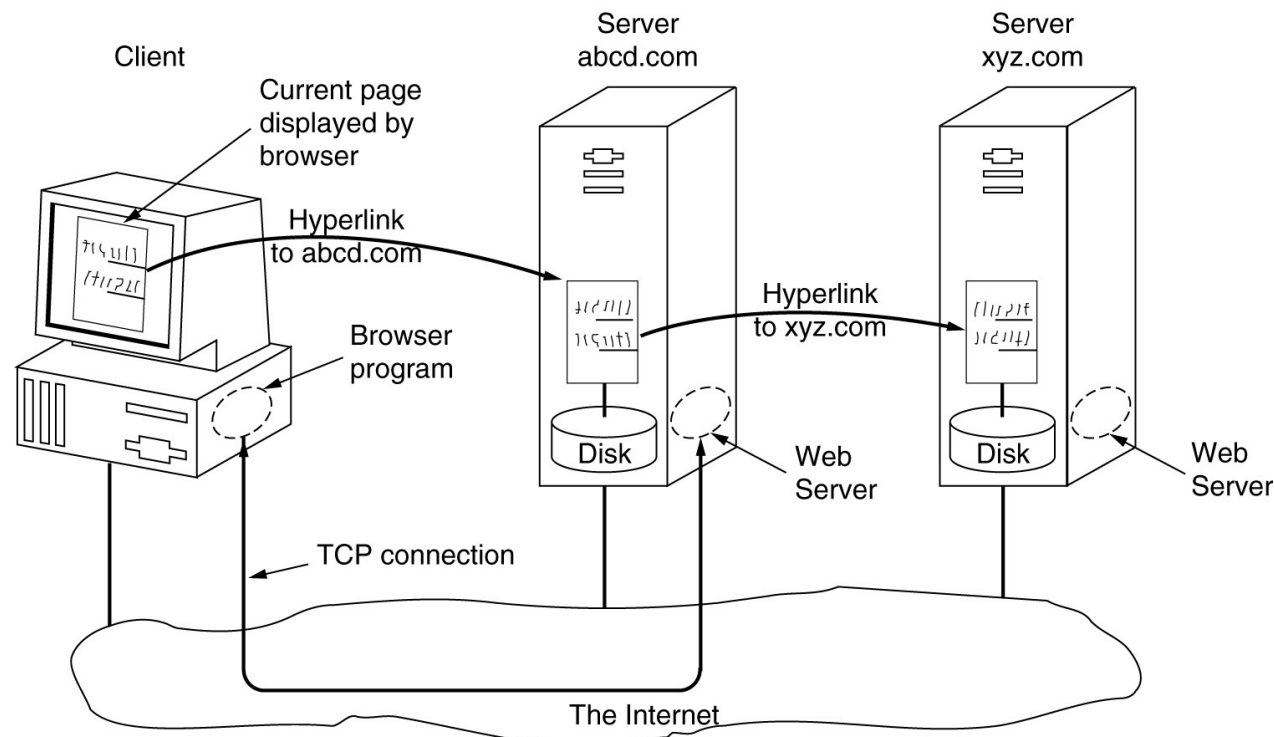 Client
Server
abcd.com
Server
xyz.com
Current page
displayed by
browser
Hyperlink
to abcd.com
Hyperlink
to xyz.com
Browser
program
Disk
Web
Server
Disk
Web
Server
TCP connection
The Internet